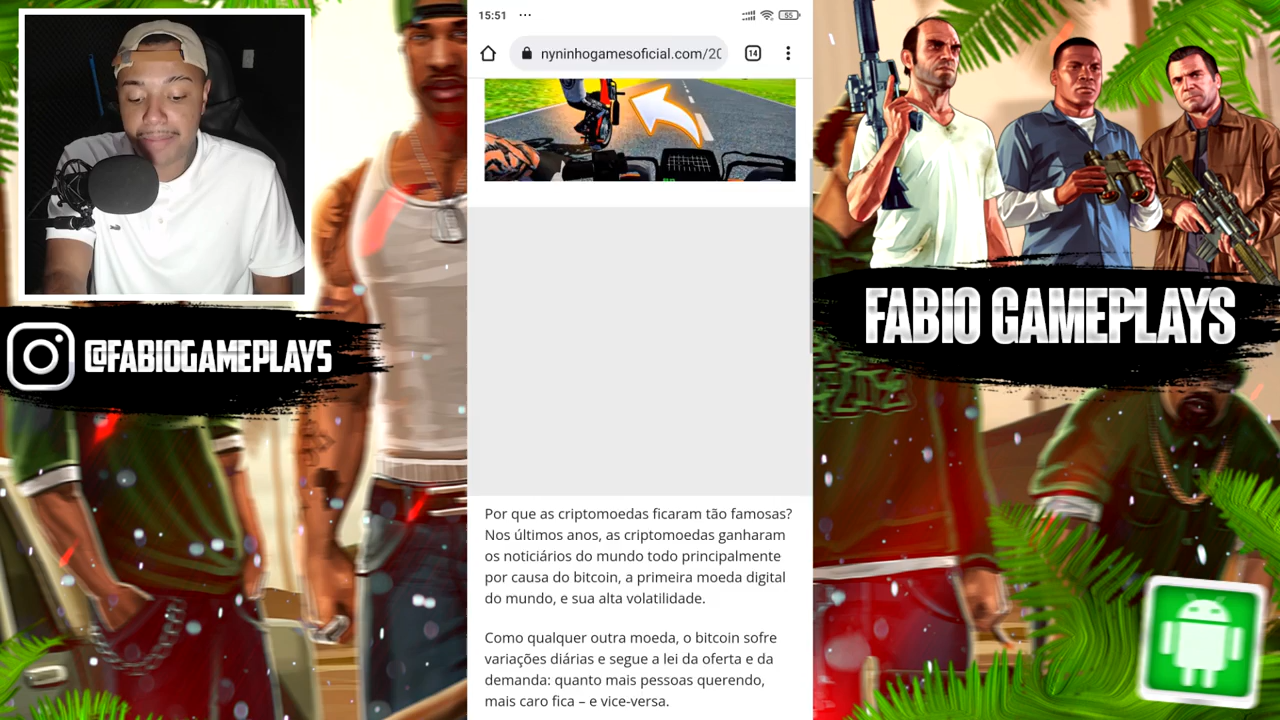 @FABIOGAMEPLAYS
15:51 ...
55
nyninhogamesoficial.com/20
14
Por que as criptomoedas ficaram tão famosas?
Nos últimos anos, as criptomoedas ganharam
os noticiários do mundo todo principalmente
por causa do bitcoin, a primeira moeda digital
do mundo, e sua alta volatilidade.
Como qualquer outra moeda, o bitcoin sofre
variações diárias e segue a lei da oferta e da
demanda: quanto mais pessoas querendo,
mais caro fica – e vice-versa.
FABIO GAMEPLAYS